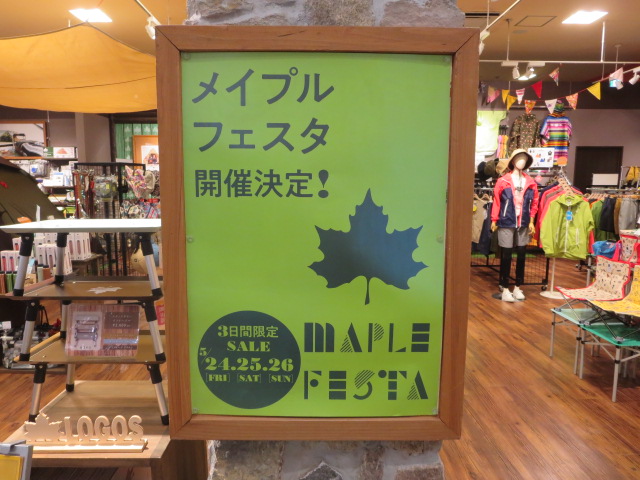 メイプル
フェスタ
開催決定!
3日間限定
SALE
5/24.25.26
[FRI] [SAT] [SUN]
MAPLE
FESTA
LOGOS